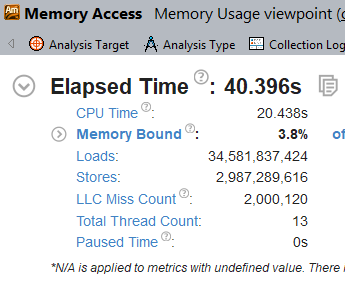 Memory Access Memory Usage viewpoint
Analysis Target Analysis Type Collection Log
Elapsed Time ?: 40.396s
CPU Time ?: 20.438s
Memory Bound ?: 3.8% of
Loads: 34,581,837,424
Stores: 2,987,289,616
LLC Miss Count ?: 2,000,120
Total Thread Count: 13
Paused Time ?: 0s
*N/A is applied to metrics with undefined value. There